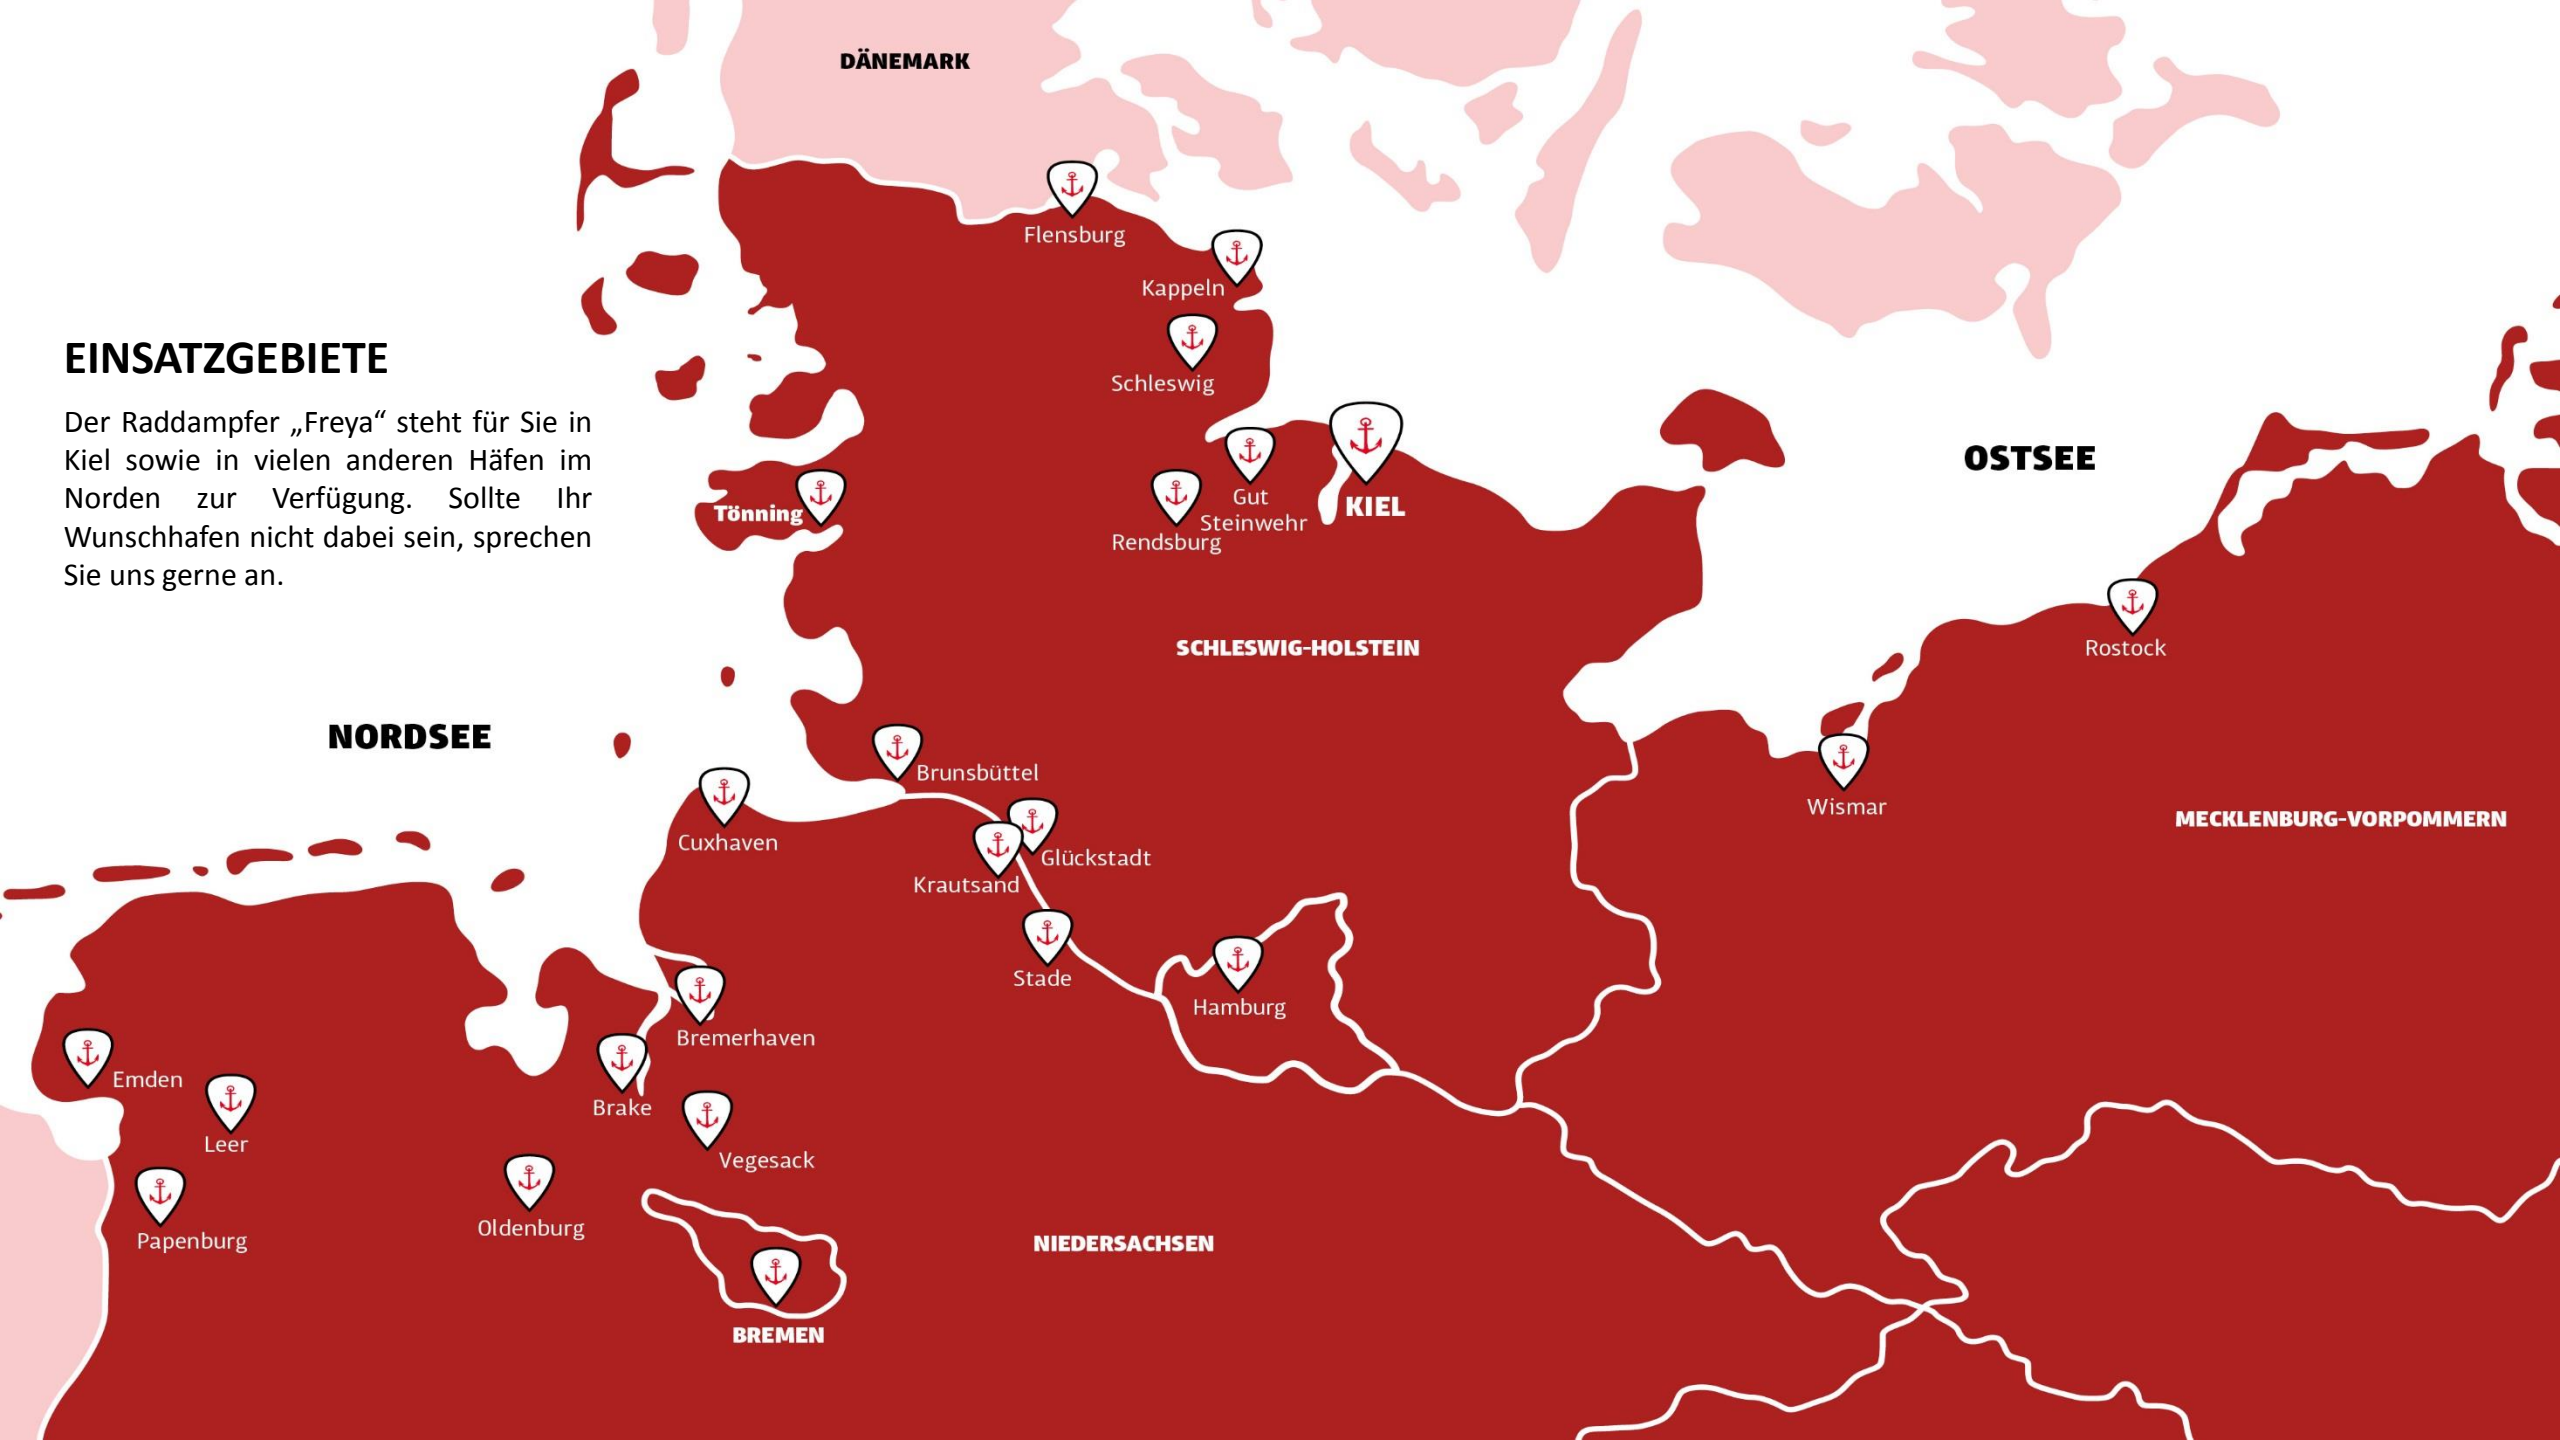 DÄNEMARK
Flensburg
Kappeln
EINSATZGEBIETE
Der Raddampfer „Freya“ steht für Sie in
Kiel sowie in vielen anderen Häfen im
Norden zur Verfügung. Sollte Ihr
Wunschhafen nicht dabei sein, sprechen
Sie uns gerne an.
Schleswig
OSTSEE
Gut
Steinwehr
KIEL
Tönning
Rendsburg
SCHLESWIG-HOLSTEIN
Rostock
NORDSEE
Brunsbüttel
Wismar
MECKLENBURG-VORPOMMERN
Cuxhaven
Glückstadt
Krautsand
Stade
Hamburg
Bremerhaven
Emden
Brake
Leer
Vegesack
Oldenburg
Papenburg
NIEDERSACHSEN
BREMEN